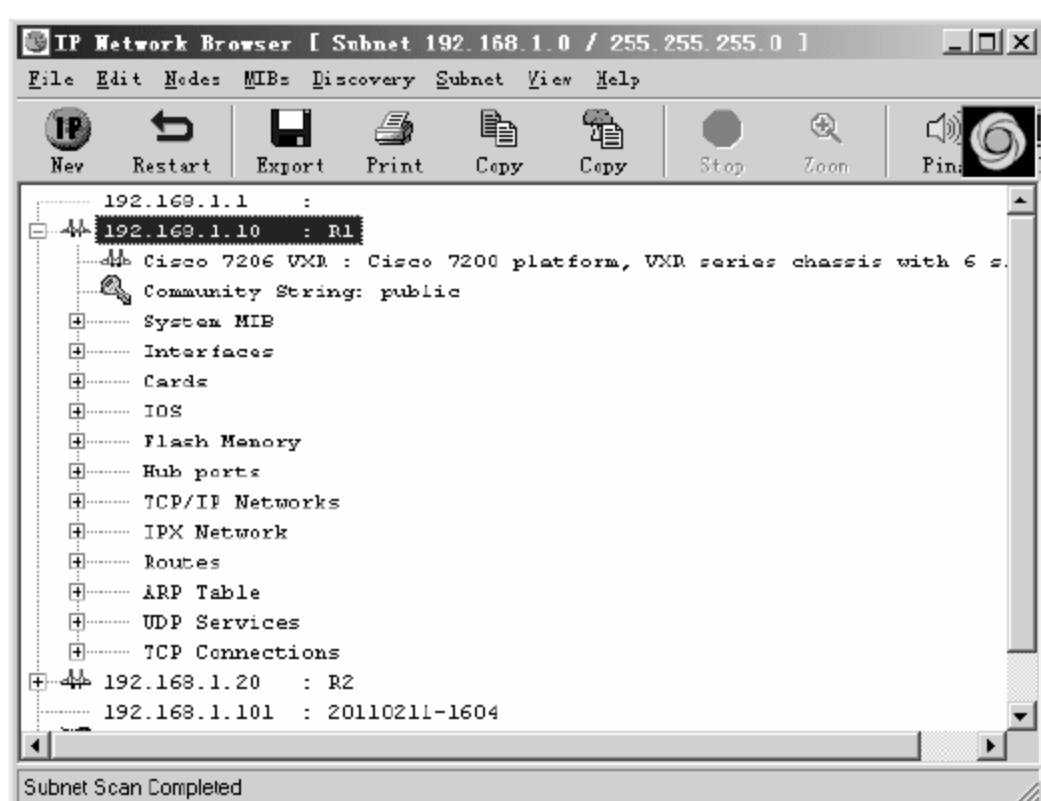 IP Network Browser [ Subnet 192.168.1.0 / 255.255.255.0 ]
File Edit Nodes MIBs Discovery Subnet View Help
New Restart Export Print Copy Copy Stop Zoom
192.168.1.1 :
192.168.1.10 : R1
Cisco 7206 VXR : Cisco 7200 platform, VXR series chassis with 6 s.
Community String: public
System MIB
Interfaces
Cards
IOS
Flash Memory
Hub ports
TCP/IP Networks
IPX Network
Routes
ARP Table
UDP Services
TCP Connections
192.168.1.20 : R2
192.168.1.101 : 20110211-1604
Subnet Scan Completed